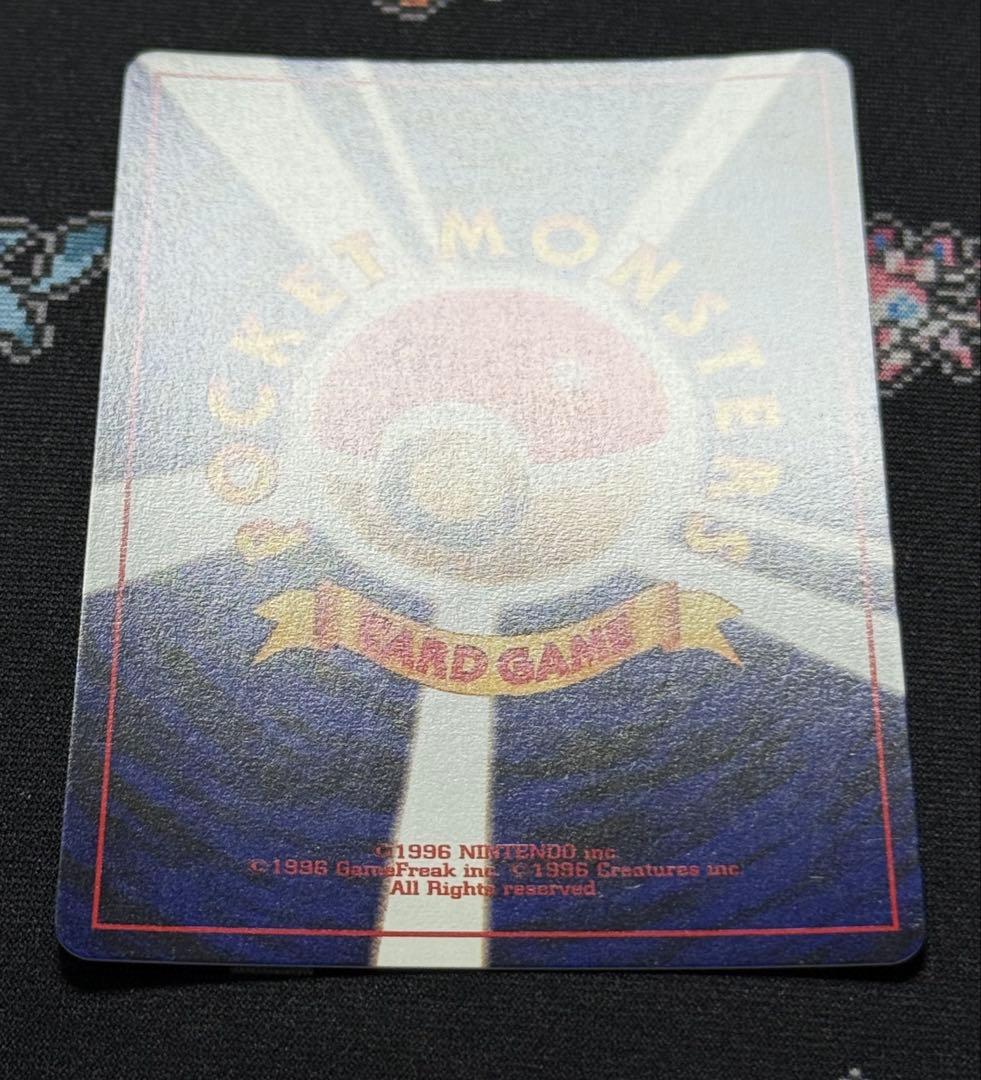 POCKET MONSTERS
CARD GAME
©1996 NINTENDO inc.
©1996 GameFreak inc. ©1996 Creatures inc.
All Rights reserved.